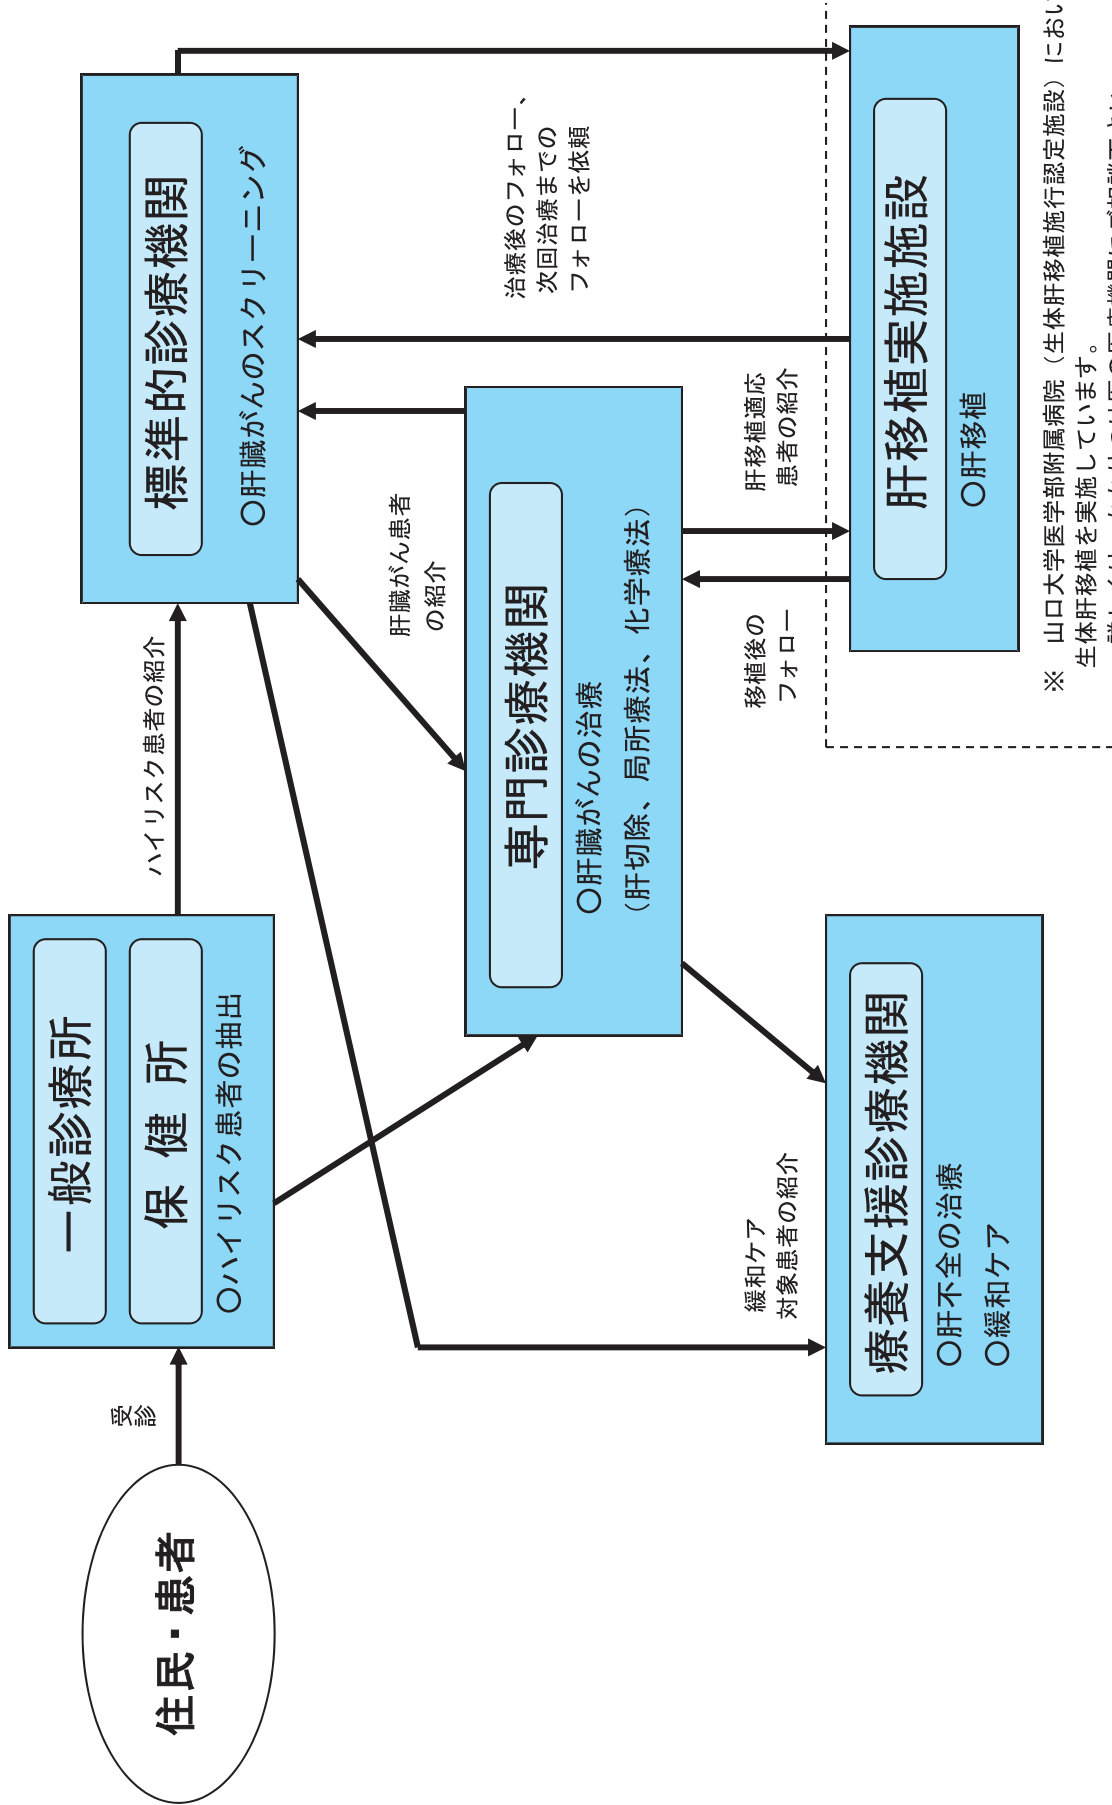 住民・患者
受診
一般診療所
保健所
〇ハイリスク患者の抽出
ハイリスク患者の紹介
標準的診療機関
〇肝臓がんのスクリーニング
肝臓がん患者
の紹介
治療後のフォロー、
次回治療までの
フォローを依頼
専門診療機関
〇肝臓がんの治療
（肝切除、局所療法、化学療法）
緩和ケア
対象患者の紹介
移植後の
フォロー
肝移植適応
患者の紹介
療養支援診療機関
〇肝不全の治療
〇緩和ケア
肝移植実施施設
〇肝移植
※　山口大学医学部附属病院（生体肝移植施行認定施設）におい
生体肝移植を実施しています。